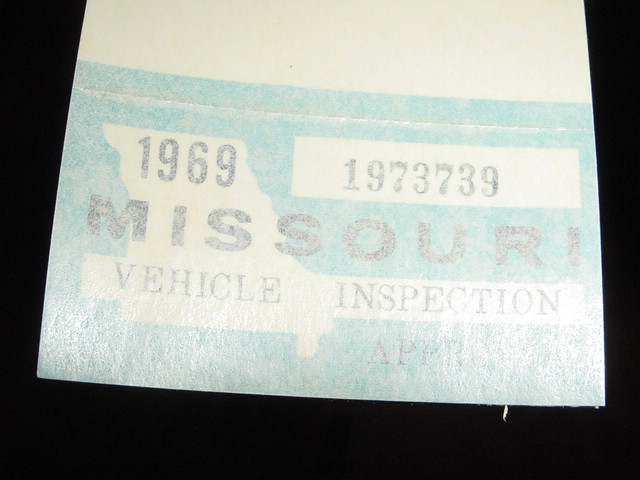 1969 1973739
MISSOURI
VEHICLE INSPECTION